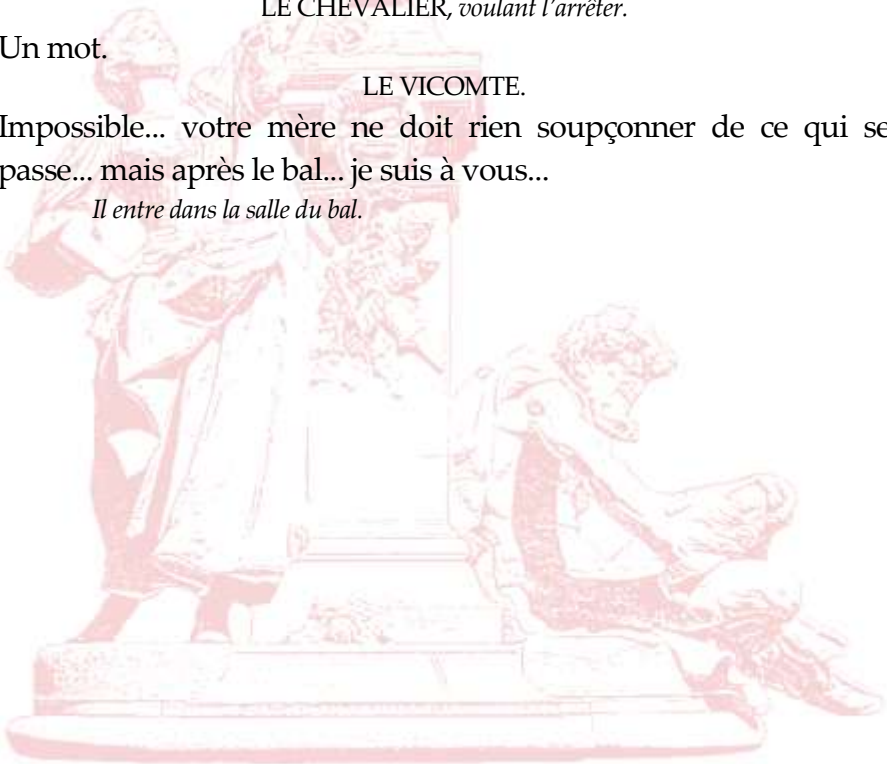 LE CHEVALIER, voulant l’arrêter.
Un mot.
LE VICOMTE.
Impossible... votre mère ne doit rien soupçonner de ce qui se
passe... mais après le bal... je suis à vous...
Il entre dans la salle du bal.